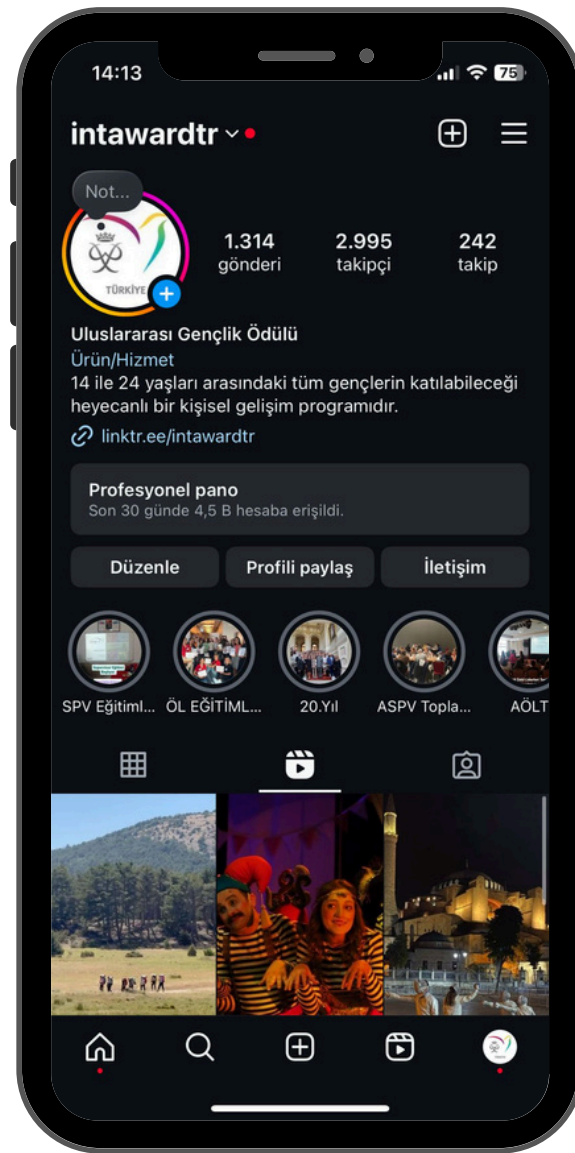 14:13
75
intawardtr
Not...
TÜRKİYE
1.314
gönderi
2.995
takipçi
242
takip
Uluslararası Gençlik Ödülü
Ürün/Hizmet
14 ile 24 yaşları arasındaki tüm gençlerin katılabileceği
heyecanlı bir kişisel gelişim programıdır.
linktr.ee/intawardtr
Profesyonel pano
Son 30 günde 4,5 B hesaba erişildi.
Düzenle
Profili paylaş
İletişim
SPV Eğitiml...
ÖL EĞİTİML...
20.Yıl
ASPV Topla...
AÖLT